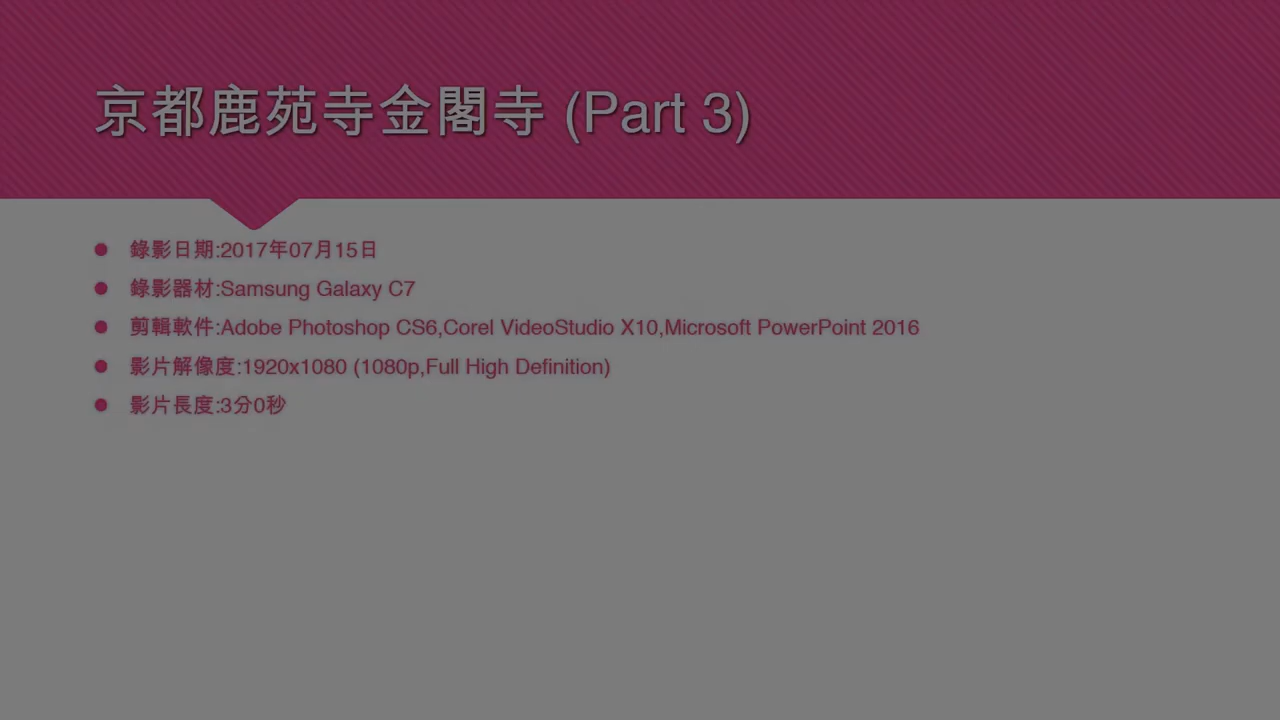 京都鹿苑寺金閣寺 (Part 3)
錄影日期:2017年07月15日
錄影器材:Samsung Galaxy C7
剪輯軟件:Adobe Photoshop CS6,Corel VideoStudio X10,Microsoft PowerPoint 2016
影片解像度:1920x1080 (1080p,Full High Definition)
影片長度:3分0秒